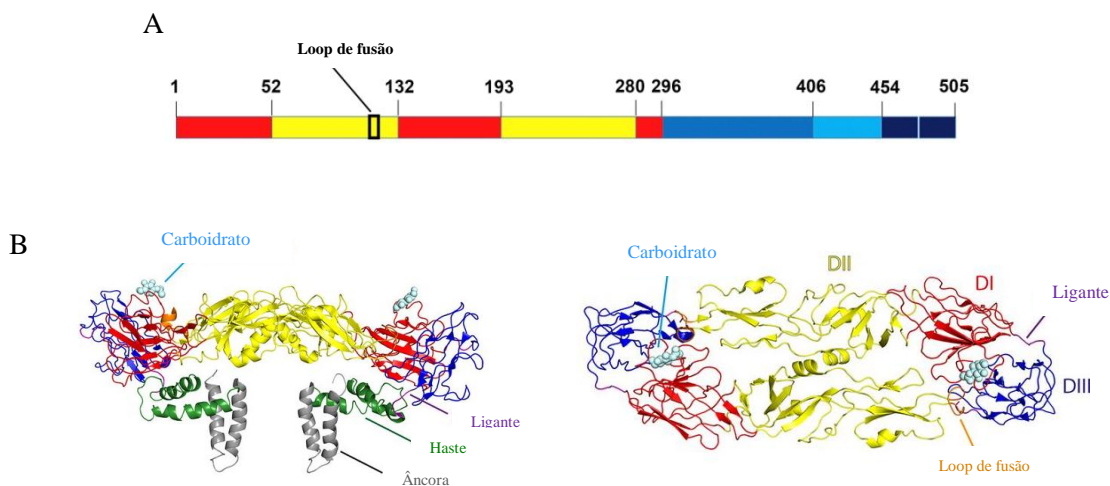 A
Loop de fusão
1 52 132 193 280 296 406 454 505
B
Carboidrato
Ligante
Haste
Âncora
Carboidrato
DII
DI
Ligante
DIII
Loop de fusão